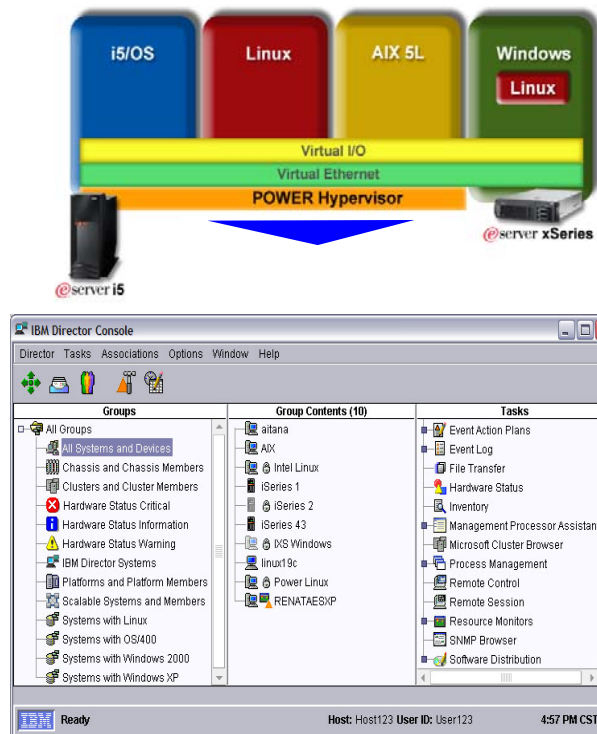 i5/OS
Linux
AIX 5L
Windows
Linux
Virtual I/O
Virtual Ethernet
POWER Hypervisor
eserver xSeries
eserver i5
IBM Director Console
Director Tasks Associations Options Window Help
Groups
All Groups
All Systems and Devices
Chassis and Chassis Members
Clusters and Cluster Members
Hardware Status Critical
Hardware Status Information
Hardware Status Warning
IBM Director Systems
Platforms and Platform Members
Scalable Systems and Members
Systems with Linux
Systems with OS/400
Systems with Windows 2000
Systems with Windows XP
Group Contents (10)
aitana
AIX
Intel Linux
iSeries 1
iSeries 2
iSeries 43
IXS Windows
linux19c
Power Linux
RENATAESXP
Tasks
Event Action Plans
Event Log
File Transfer
Hardware Status
Inventory
Management Processor Assistan
Microsoft Cluster Browser
Process Management
Remote Control
Remote Session
Resource Monitors
SNMP Browser
Software Distribution
IBM Ready Host: Host123 User ID: User123 4:57 PM CST